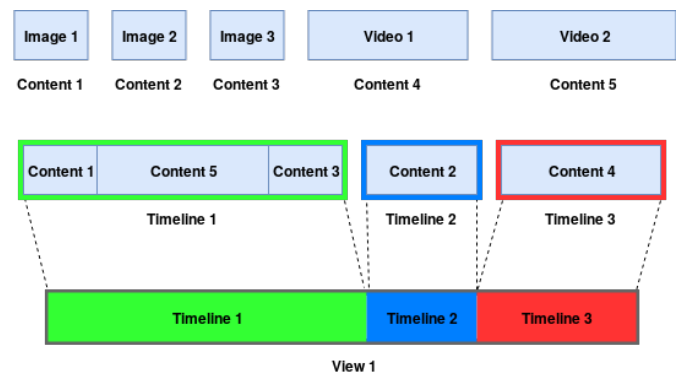 Image 1 Image 2 Image 3 Video 1 Video 2
Content 1 Content 2 Content 3 Content 4 Content 5
Content 1 Content 5 Content 3 Content 2 Content 4
Timeline 1 Timeline 2 Timeline 3
Timeline 1 Timeline 2 Timeline 3
View 1